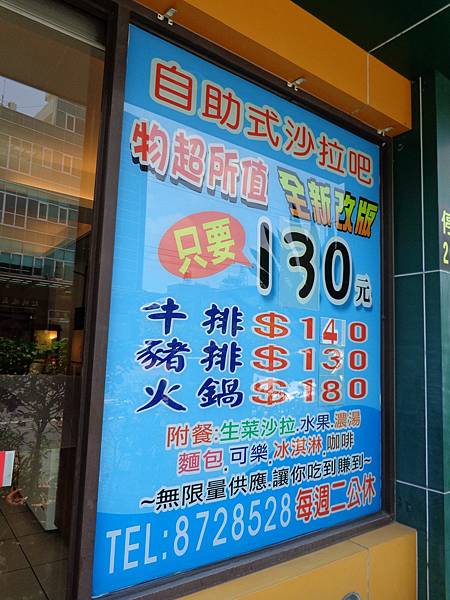 自助式沙拉吧
物超所值 全新改版
只要 130元
牛排 $140
豬排 $130
火鍋 $180
附餐:生菜沙拉.水果.濃湯
麵包.可樂.冰淇淋.咖啡
~無限量供應.讓你吃到賺到~
TEL:8728528 每週二公休